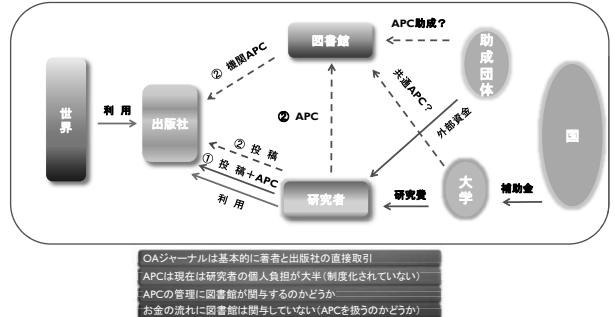 APC助成？
図書館
助成団体
② 機関APC
共通APC？
世界
利 用
出版社
② APC
外部資金
国
② 投 稿
① 投 稿＋APC
利 用
研究者
研究費
大学
補助金
OAジャーナルは基本的に著者と出版社の直接取引
APCは現在は研究者の個人負担が大半（制度化されていない）
APCの管理に図書館が関与するのかどうか
お金の流れに図書館は関与していない（APCを扱うのかどうか）